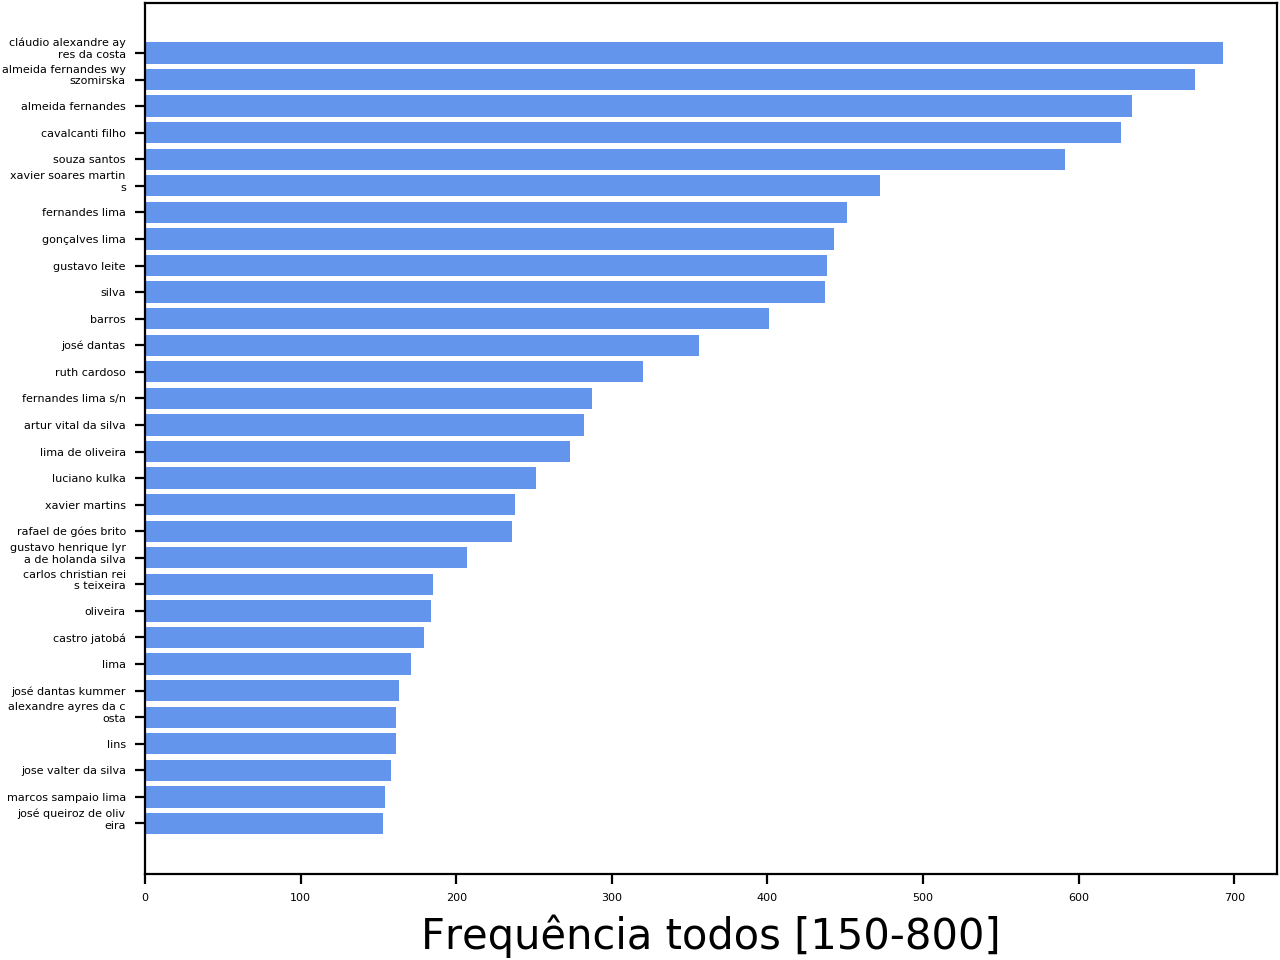 cláudio alexandre ay
res da costa
almeida fernandes wy
szomirska
almeida fernandes
cavalcanti filho
souza santos
xavier soares martin
s
fernandes lima
gonçalves lima
gustavo leite
silva
barros
josé dantas
ruth cardoso
fernandes lima s/n
artur vital da silva
lima de oliveira
luciano kulka
xavier martins
rafael de góes brito
gustavo henrique lyr
a de holanda silva
carlos christian rei
s teixeira
oliveira
castro jatobá
lima
josé dantas kummer
alexandre ayres da c
osta
lins
jose valter da silva
marcos sampaio lima
josé queiroz de oliv
eira
0 100 200 300 400 500 600 700
Frequência todos [150-800]